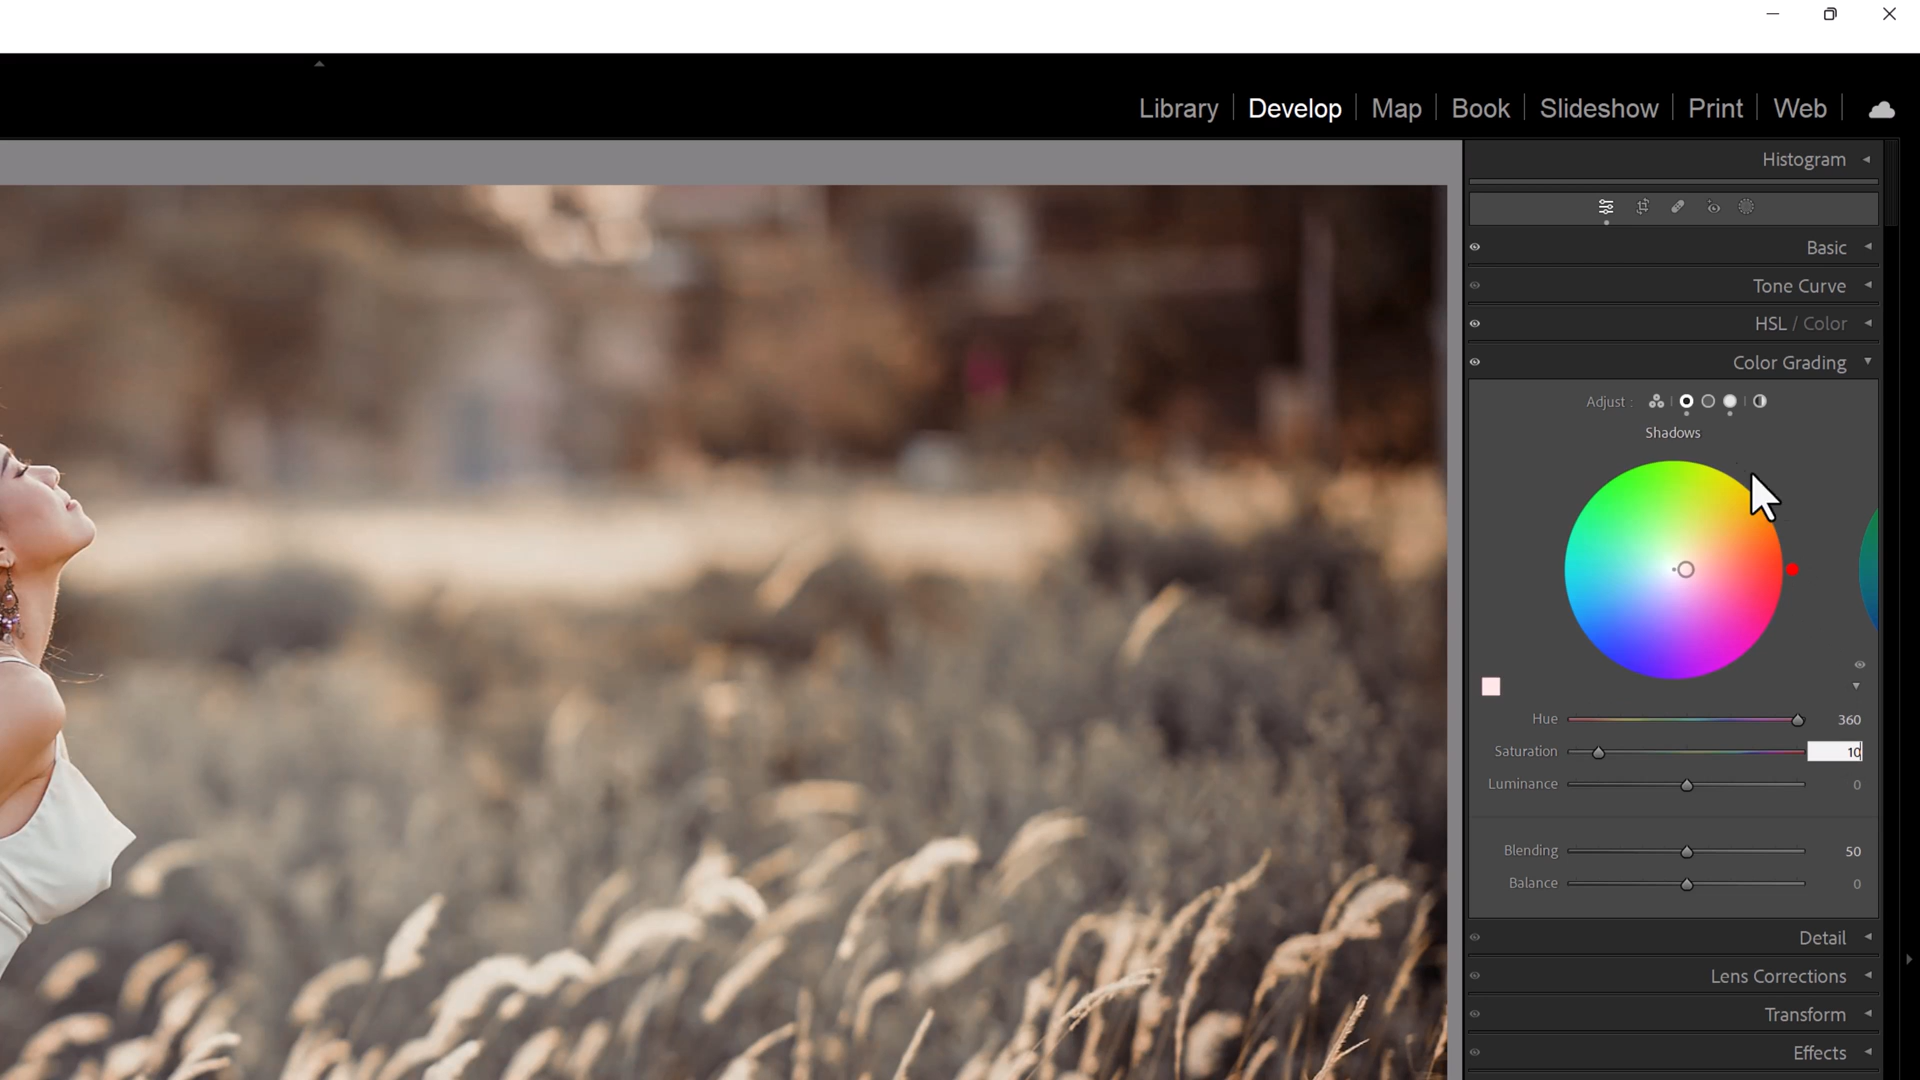 Library | Develop | Map | Book | Slideshow | Print | Web |
Histogram
Basic
Tone Curve
HSL / Color
Color Grading
Adjust :
Shadows
Hue 360
Saturation 10
Luminance 0
Blending 50
Balance 0
Detail
Lens Corrections
Transform
Effects